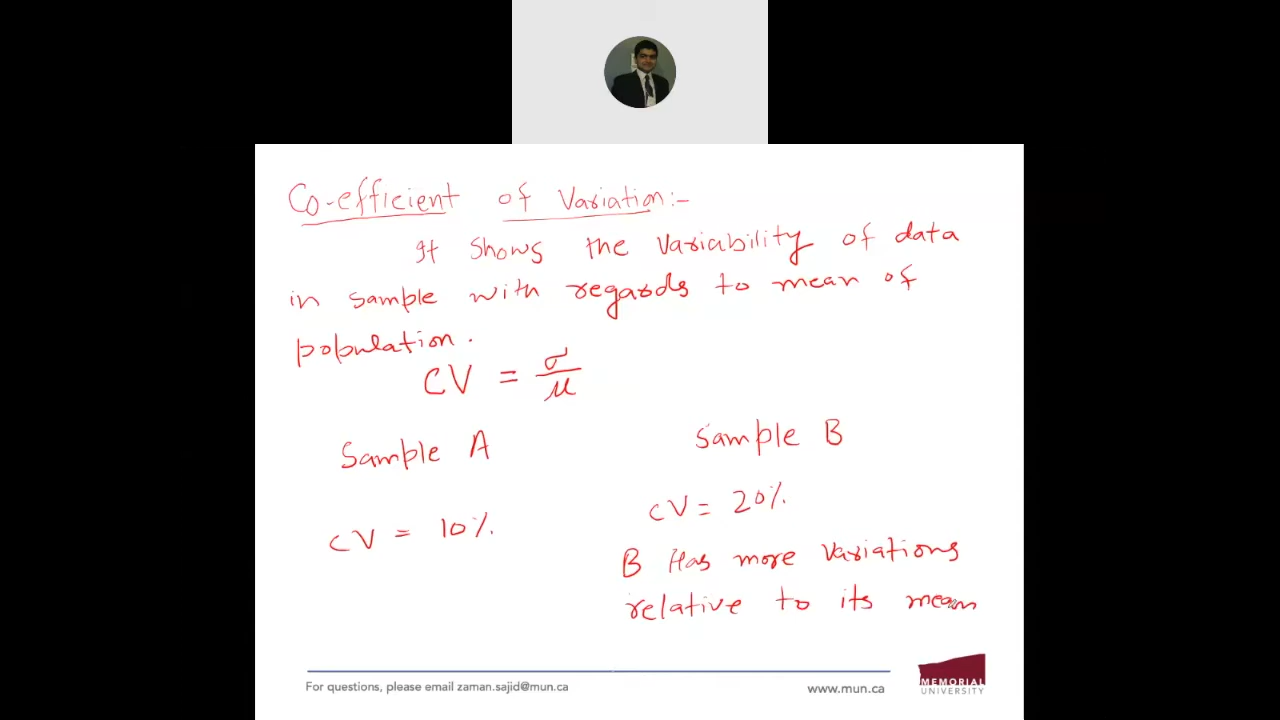 Co-efficient of Variation:-
It shows the variability of data
in sample with regards to mean of
population.
CV = σ/μ
Sample A
Sample B
CV = 10%
CV = 20%
B Has more variations
relative to its mean
For questions, please email zaman.sajid@mun.ca
www.mun.ca
MEMORIAL
UNIVERSITY